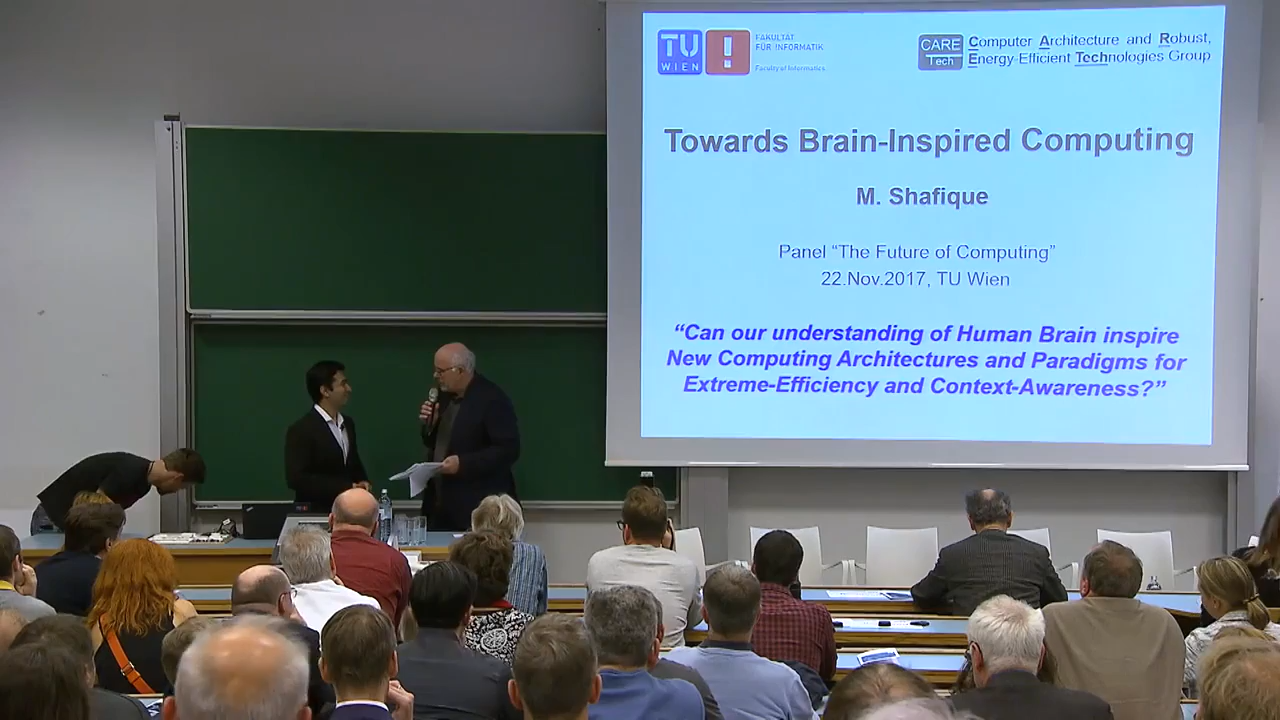 TU
WIEN
!
FAKULTÄT
FÜR !NFORMATIK
Faculty of Informatics
CARE
Tech
Computer Architecture and Robust,
Energy-Efficient Technologies Group
Towards Brain-Inspired Computing
M. Shafique
Panel “The Future of Computing”
22.Nov.2017, TU Wien
“Can our understanding of Human Brain inspire
New Computing Architectures and Paradigms for
Extreme-Efficiency and Context-Awareness?”